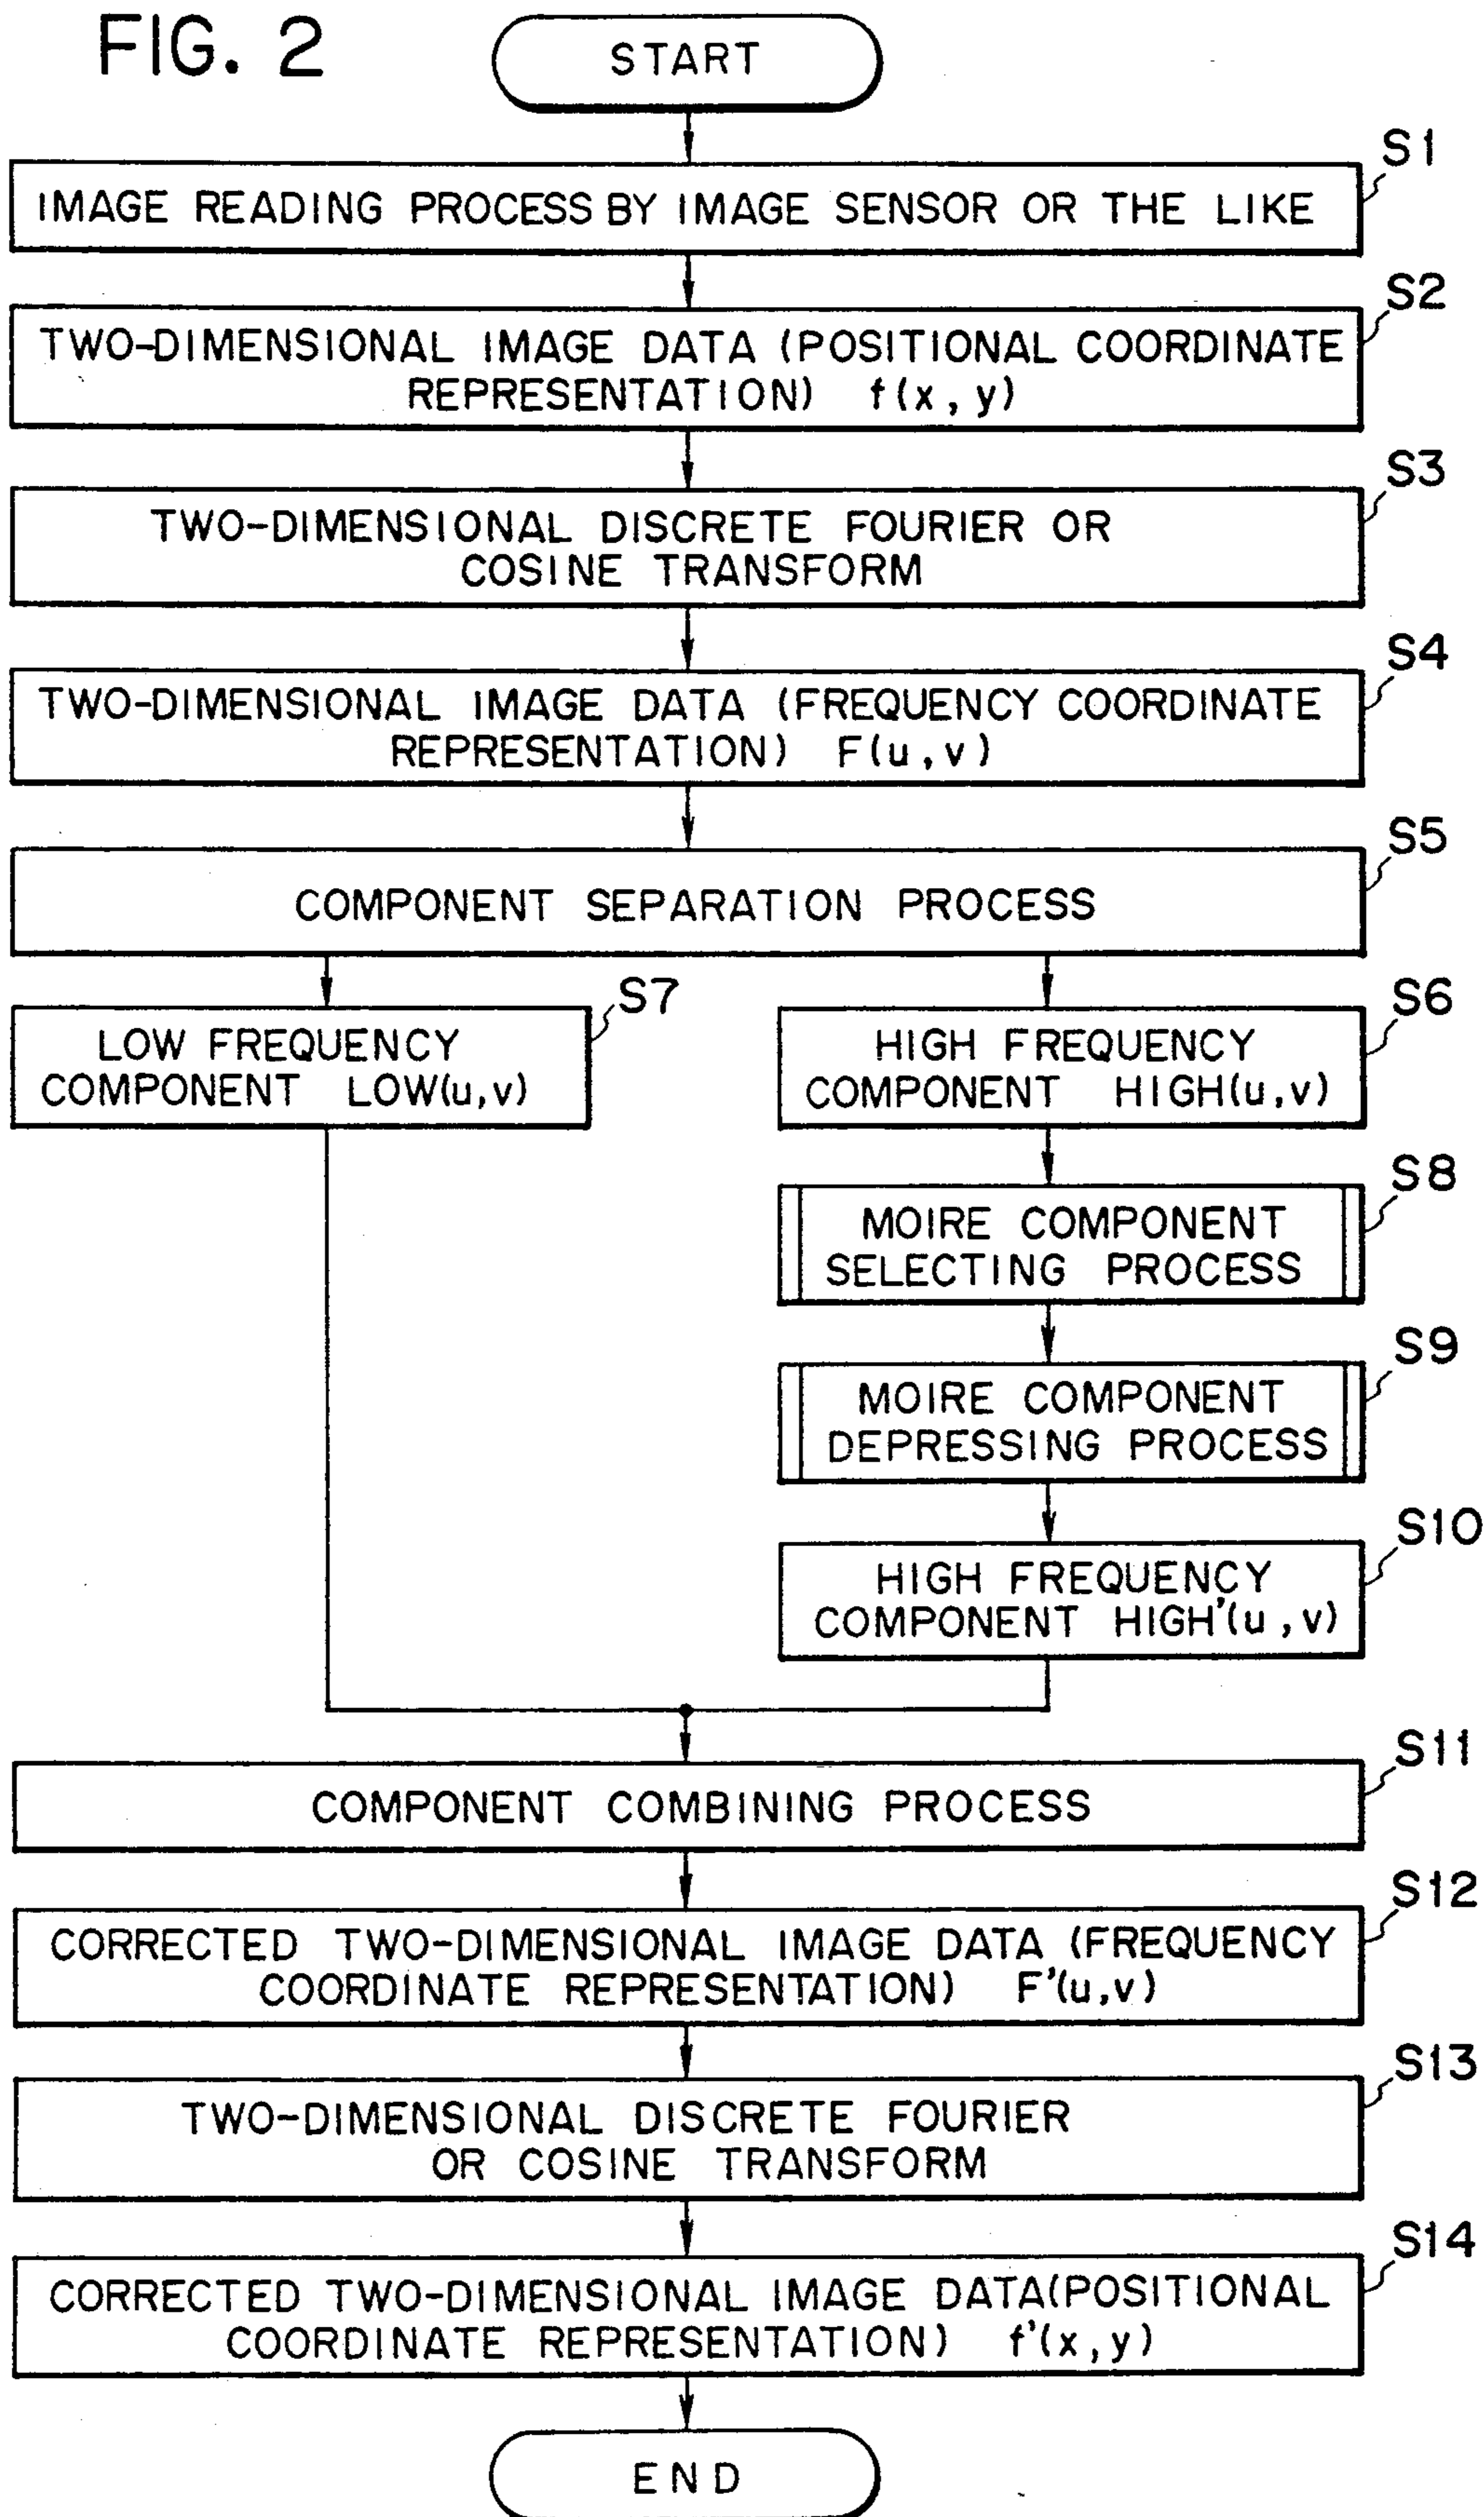 FIG. 2
START
S1
IMAGE READING PROCESS BY IMAGE SENSOR OR THE LIKE
S2
TWO-DIMENSIONAL IMAGE DATA (POSITIONAL COORDINATE
REPRESENTATION) f(x, y)
S3
TWO-DIMENSIONAL DISCRETE FOURIER OR
COSINE TRANSFORM
S4
TWO-DIMENSIONAL IMAGE DATA (FREQUENCY COORDINATE
REPRESENTATION) F(u, v)
S5
COMPONENT SEPARATION PROCESS
S7
LOW FREQUENCY
COMPONENT LOW(u,v)
S6
HIGH FREQUENCY
COMPONENT HIGH(u,v)
S8
MOIRE COMPONENT
SELECTING PROCESS
S9
MOIRE COMPONENT
DEPRESSING PROCESS
S10
HIGH FREQUENCY
COMPONENT HIGH'(u,v)
S11
COMPONENT COMBINING PROCESS
S12
CORRECTED TWO-DIMENSIONAL IMAGE DATA (FREQUENCY
COORDINATE REPRESENTATION) F'(u,v)
S13
TWO-DIMENSIONAL DISCRETE FOURIER
OR COSINE TRANSFORM
S14
CORRECTED TWO-DIMENSIONAL IMAGE DATA(POSITIONAL
COORDINATE REPRESENTATION) f'(x,y)
END